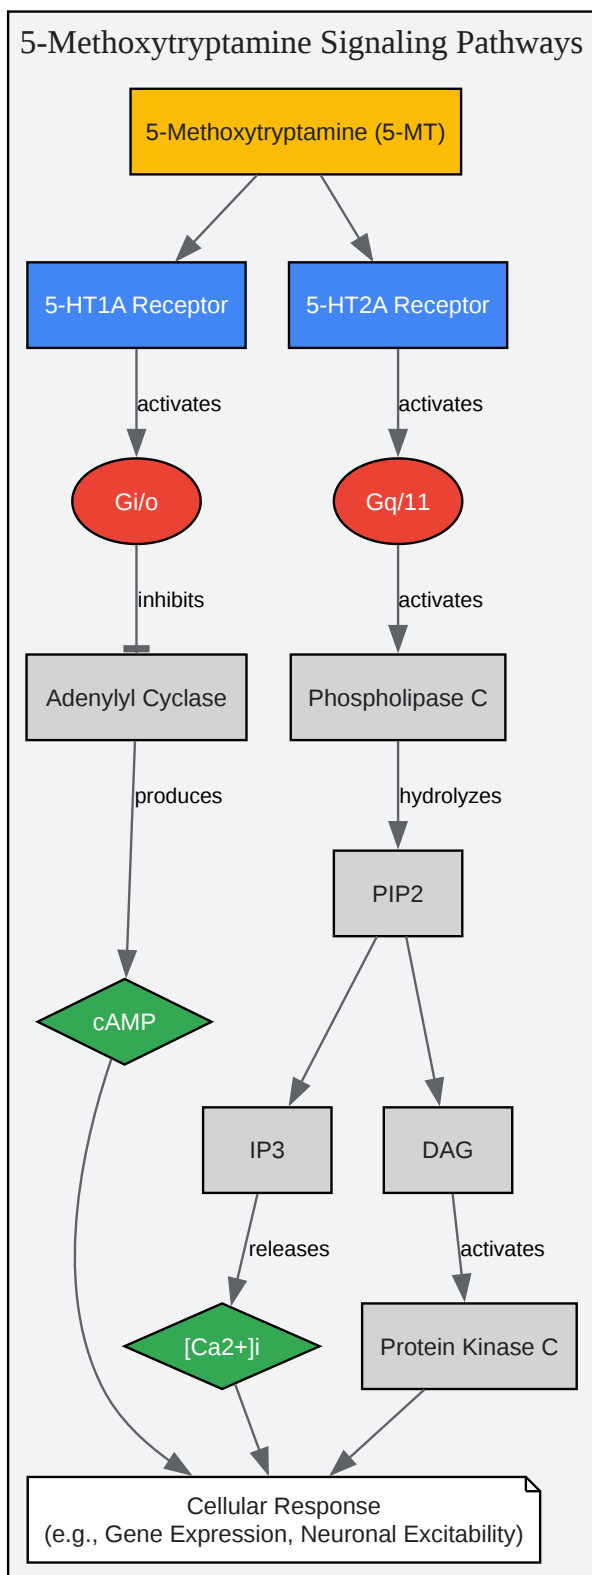 5-Methoxytryptamine Signaling Pathways
5-Methoxytryptamine (5-MT)
5-HT1A Receptor
5-HT2A Receptor
activates
activates
Gi/o
Gq/11
inhibits
activates
Adenylyl Cyclase
Phospholipase C
produces
hydrolyzes
PIP2
cAMP
IP3
DAG
releases
activates
[Ca2+]i
Protein Kinase C
Cellular Response
(e.g., Gene Expression, Neuronal Excitability)